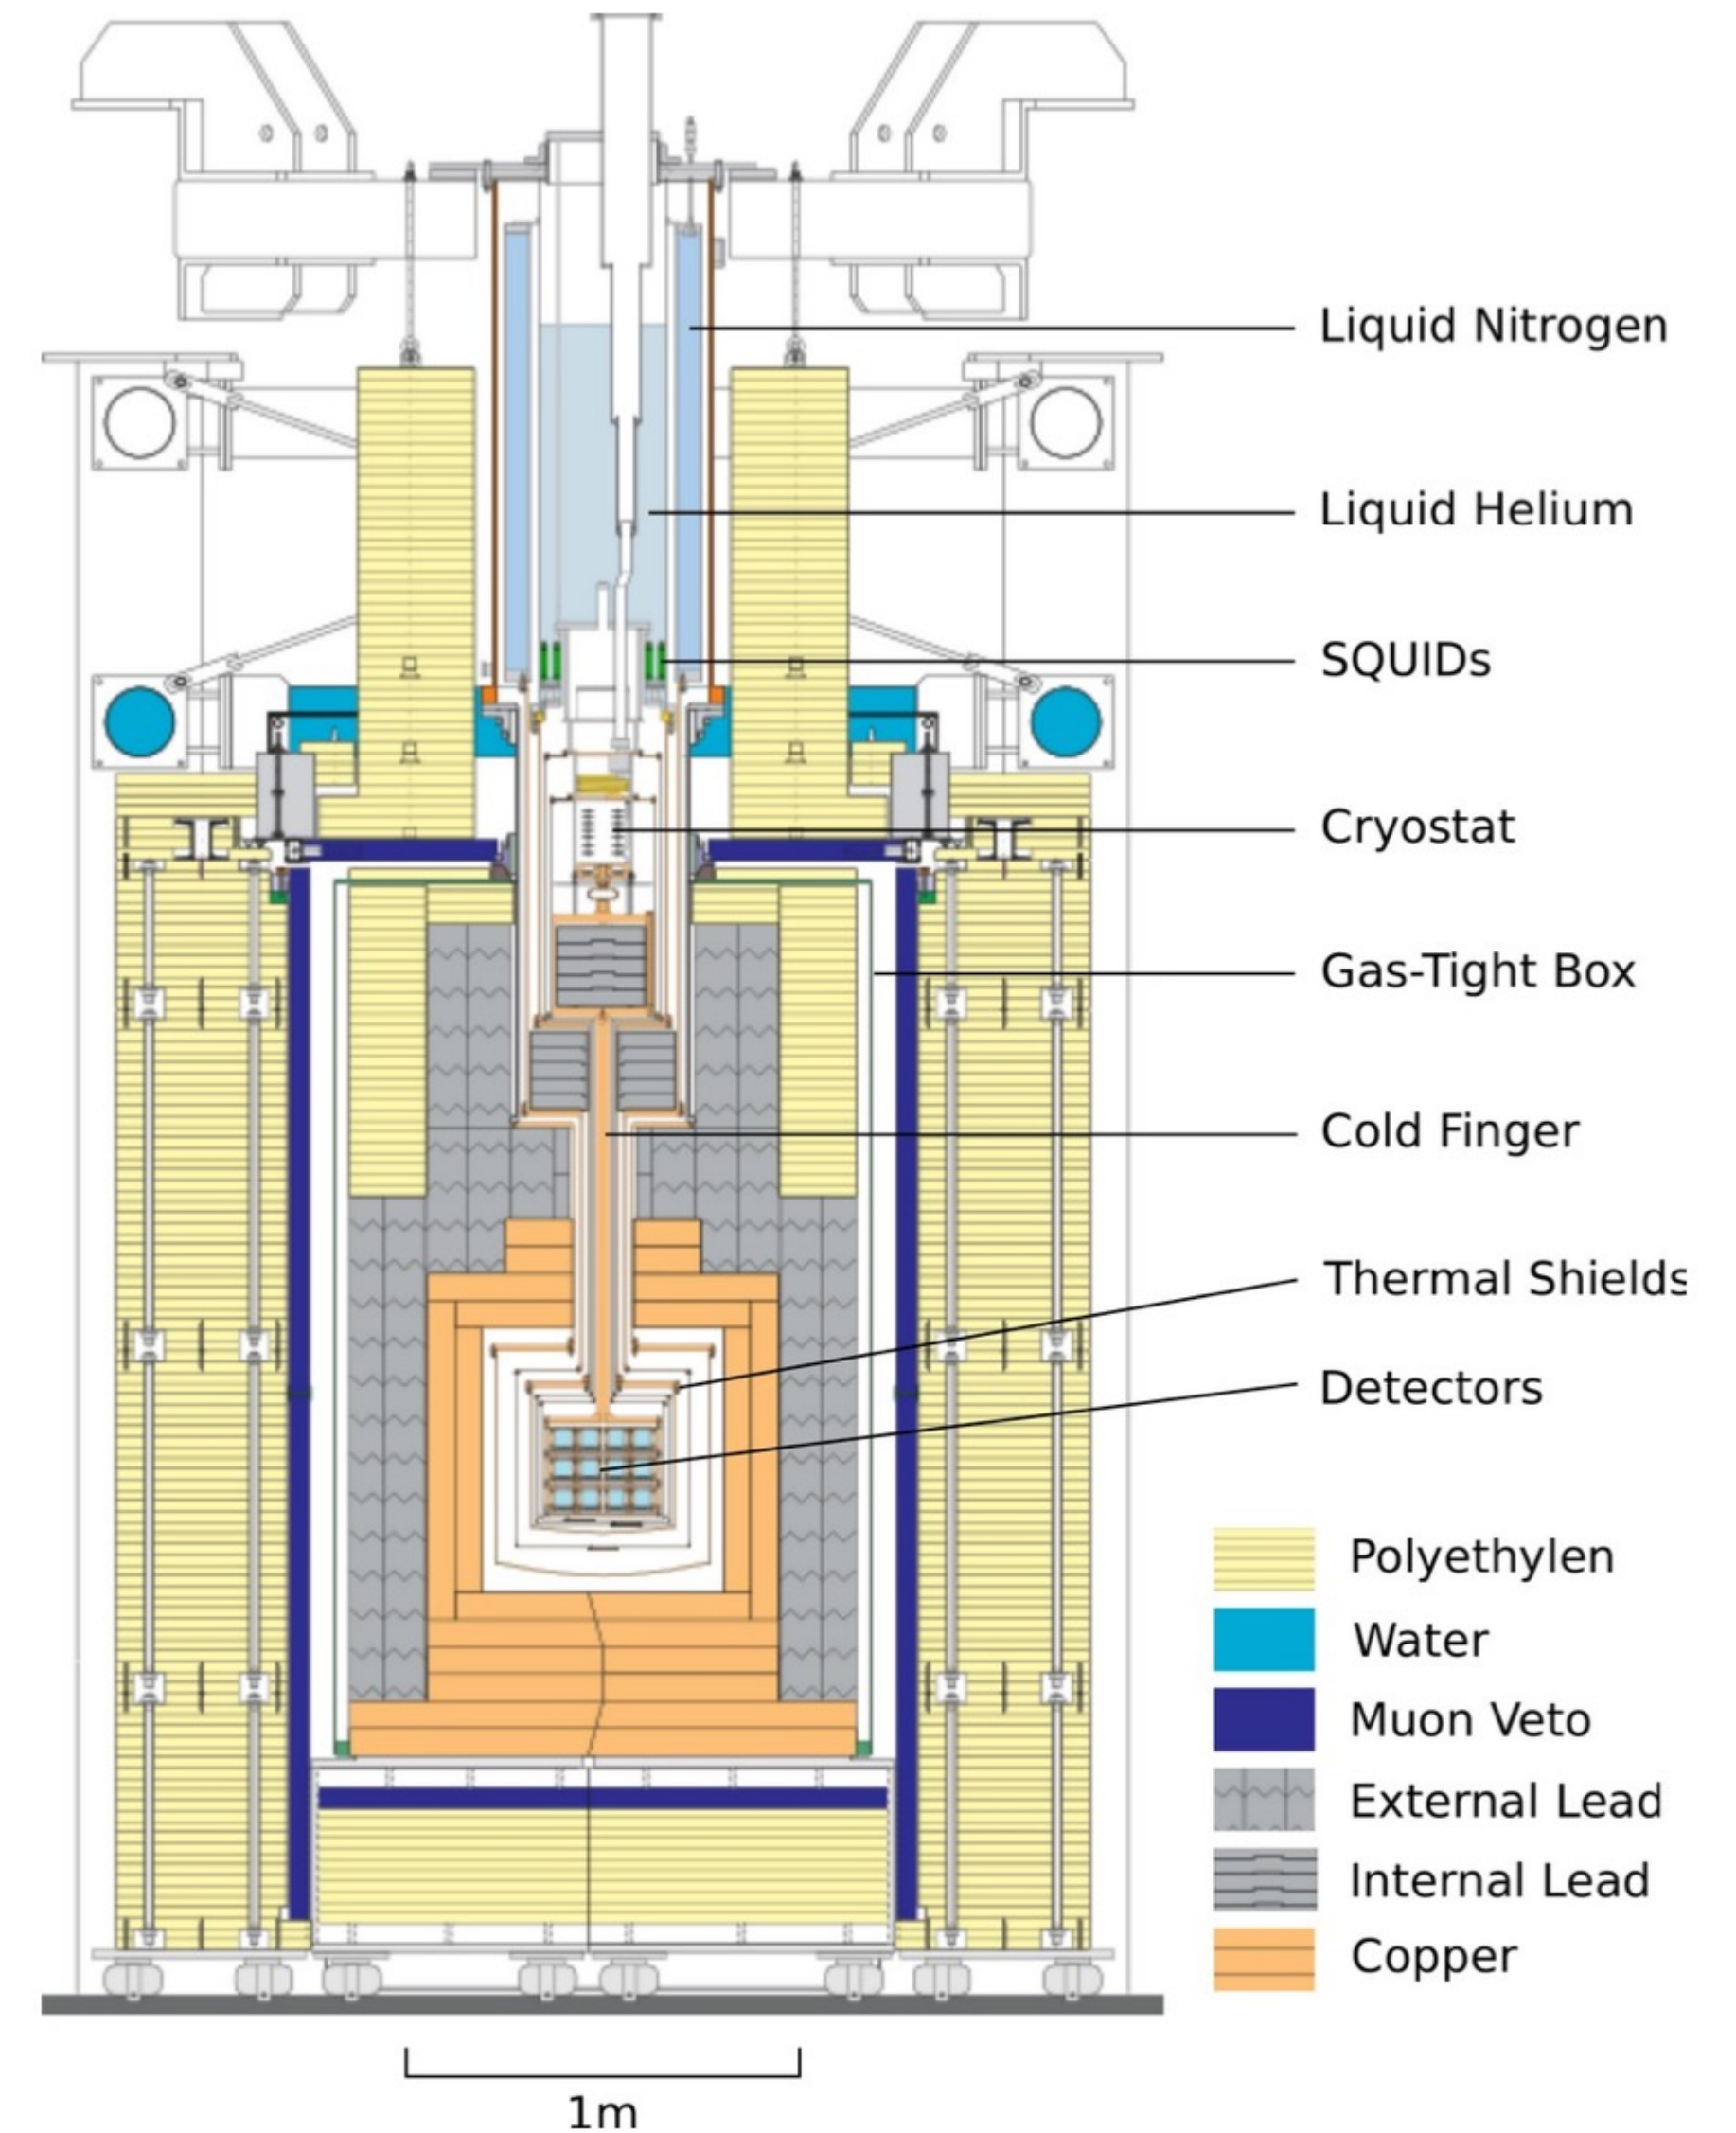 Liquid Nitrogen
Liquid Helium
SQUIDs
Cryostat
Gas-Tight Box
Cold Finger
Thermal Shields
Detectors
Polyethylen
Water
Muon Veto
External Lead
Internal Lead
Copper
1m